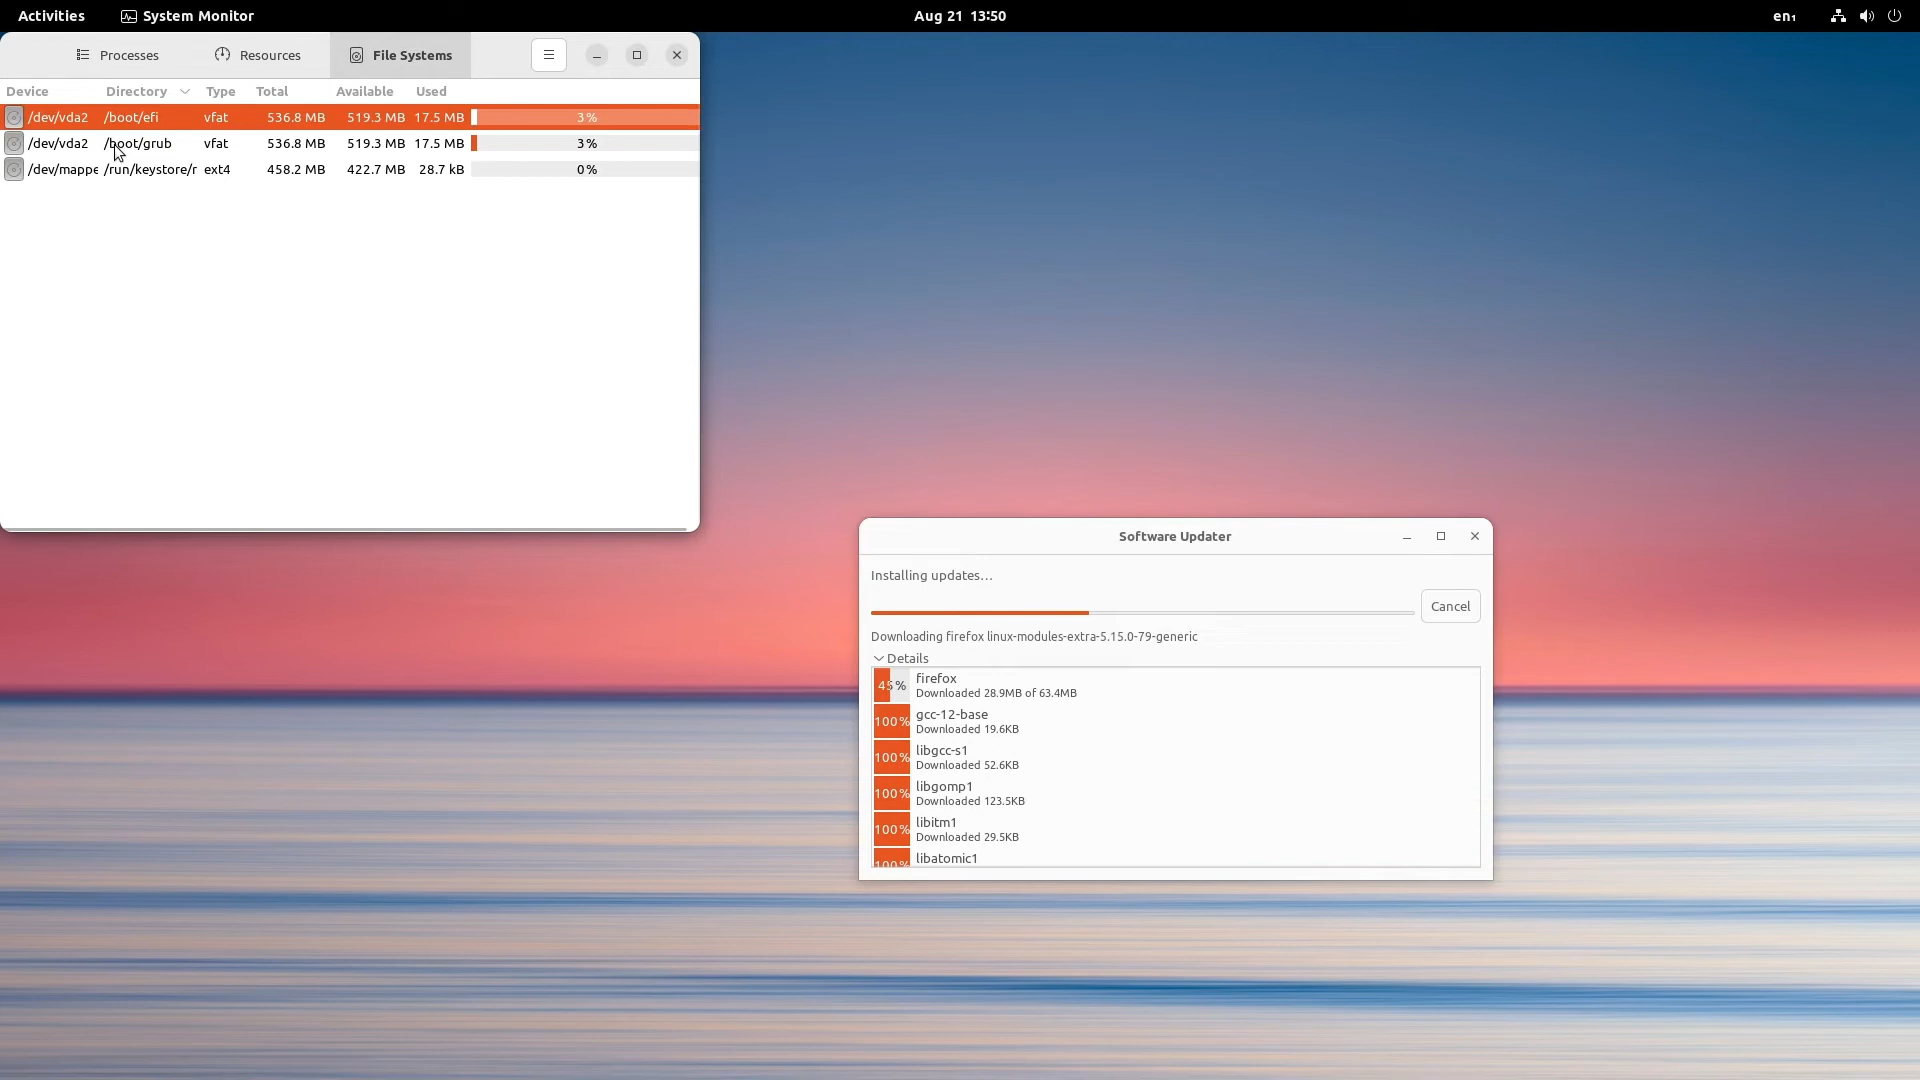 Activities System Monitor Aug 21 13:50 en₁
Processes Resources File Systems
Device Directory Type Total Available Used
/dev/vda2 /boot/efi vfat 536.8 MB 519.3 MB 17.5 MB 3%
/dev/vda2 /boot/grub vfat 536.8 MB 519.3 MB 17.5 MB 3%
/dev/mappe /run/keystore/r ext4 458.2 MB 422.7 MB 28.7 kB 0%
Software Updater
Installing updates…
Cancel
Downloading firefox linux-modules-extra-5.15.0-79-generic
Details
45% firefox
Downloaded 28.9MB of 63.4MB
100% gcc-12-base
Downloaded 19.6KB
100% libgcc-s1
Downloaded 52.6KB
100% libgomp1
Downloaded 123.5KB
100% libitm1
Downloaded 29.5KB
100% libatomic1